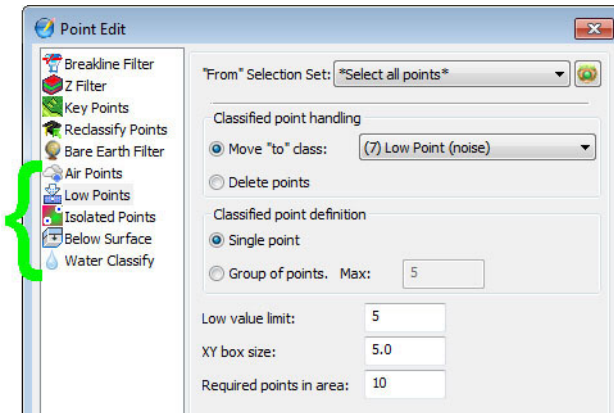 Point Edit
Breakline Filter
Z Filter
Key Points
Reclassify Points
Bare Earth Filter
Air Points
Low Points
Isolated Points
Below Surface
Water Classify
"From" Selection Set: *Select all points*
Classified point handling
Move "to" class: (7) Low Point (noise)
Delete points
Classified point definition
Single point
Group of points. Max: 5
Low value limit: 5
XY box size: 5.0
Required points in area: 10